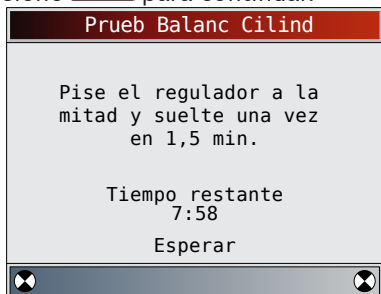 Prueb Balanc Cilind
Pise el regulador a la
mitad y suelte una vez
en 1,5 min.
Tiempo restante
7:58
Esperar